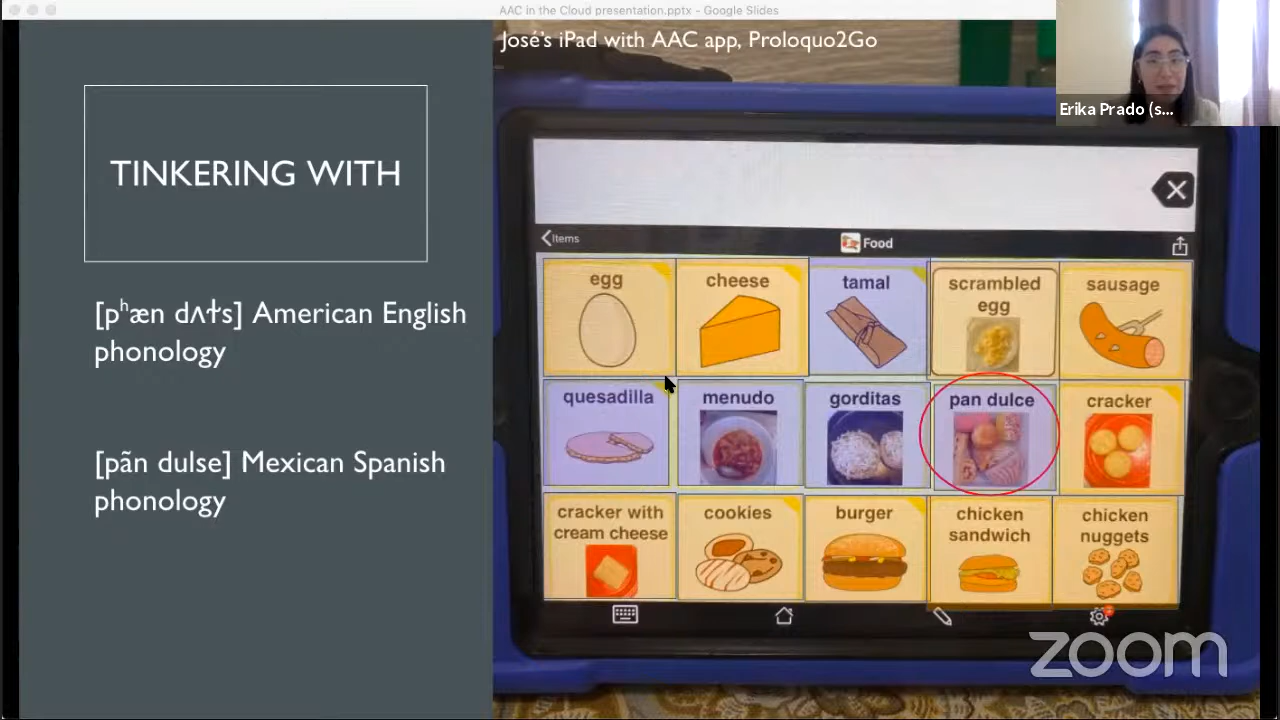 AAC in the Cloud presentation.pptx - Google Slides
José's iPad with AAC app, Proloquo2Go
Erika Prado (s...
TINKERING WITH
[pʰæn dʌɫs] American English
phonology
[pãn dulse] Mexican Spanish
phonology
Items
Food
egg
cheese
tamal
scrambled
egg
sausage
quesadilla
menudo
gorditas
pan dulce
cracker
cracker with
cream cheese
cookies
burger
chicken
sandwich
chicken
nuggets
zoom